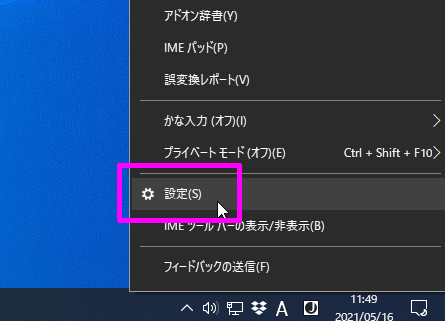 アドオン辞書(Y)
IME パッド(P)
誤変換レポート(V)
かな入力 (オフ)(I)
プライベート モード (オフ)(E) Ctrl + Shift + F10
設定(S)
IME ツール バーの表示/非表示(B)
フィードバックの送信(F)
A J 11:49
2021/05/16